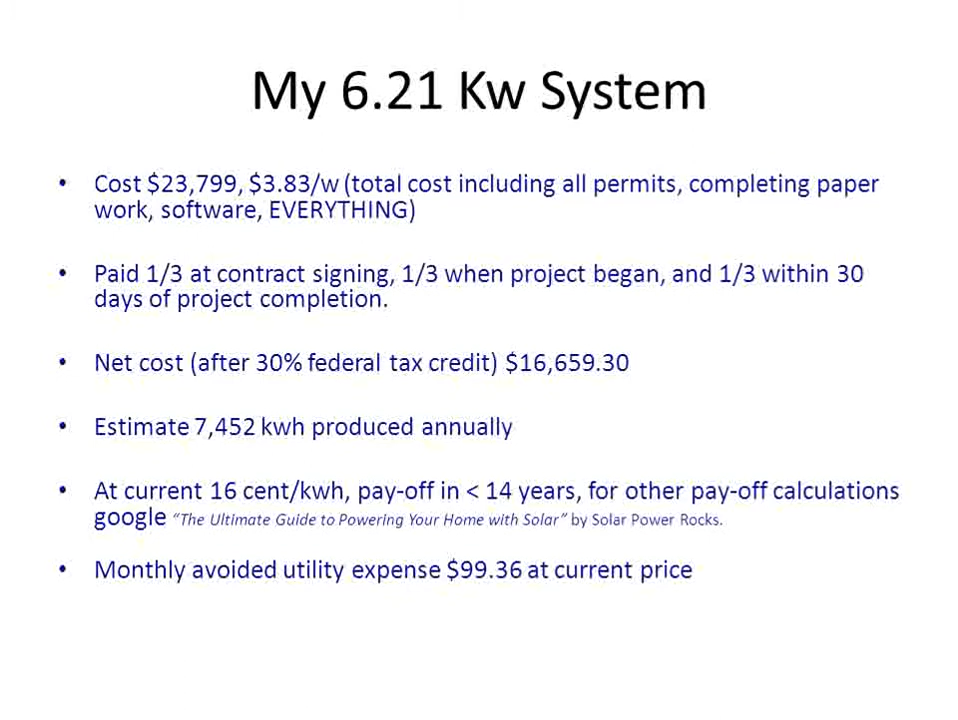 My 6.21 Kw System
• Cost $23,799, $3.83/w (total cost including all permits, completing paper
work, software, EVERYTHING)
• Paid 1/3 at contract signing, 1/3 when project began, and 1/3 within 30
days of project completion.
• Net cost (after 30% federal tax credit) $16,659.30
• Estimate 7,452 kwh produced annually
• At current 16 cent/kwh, pay-off in < 14 years, for other pay-off calculations
google “The Ultimate Guide to Powering Your Home with Solar” by Solar Power Rocks.
• Monthly avoided utility expense $99.36 at current price